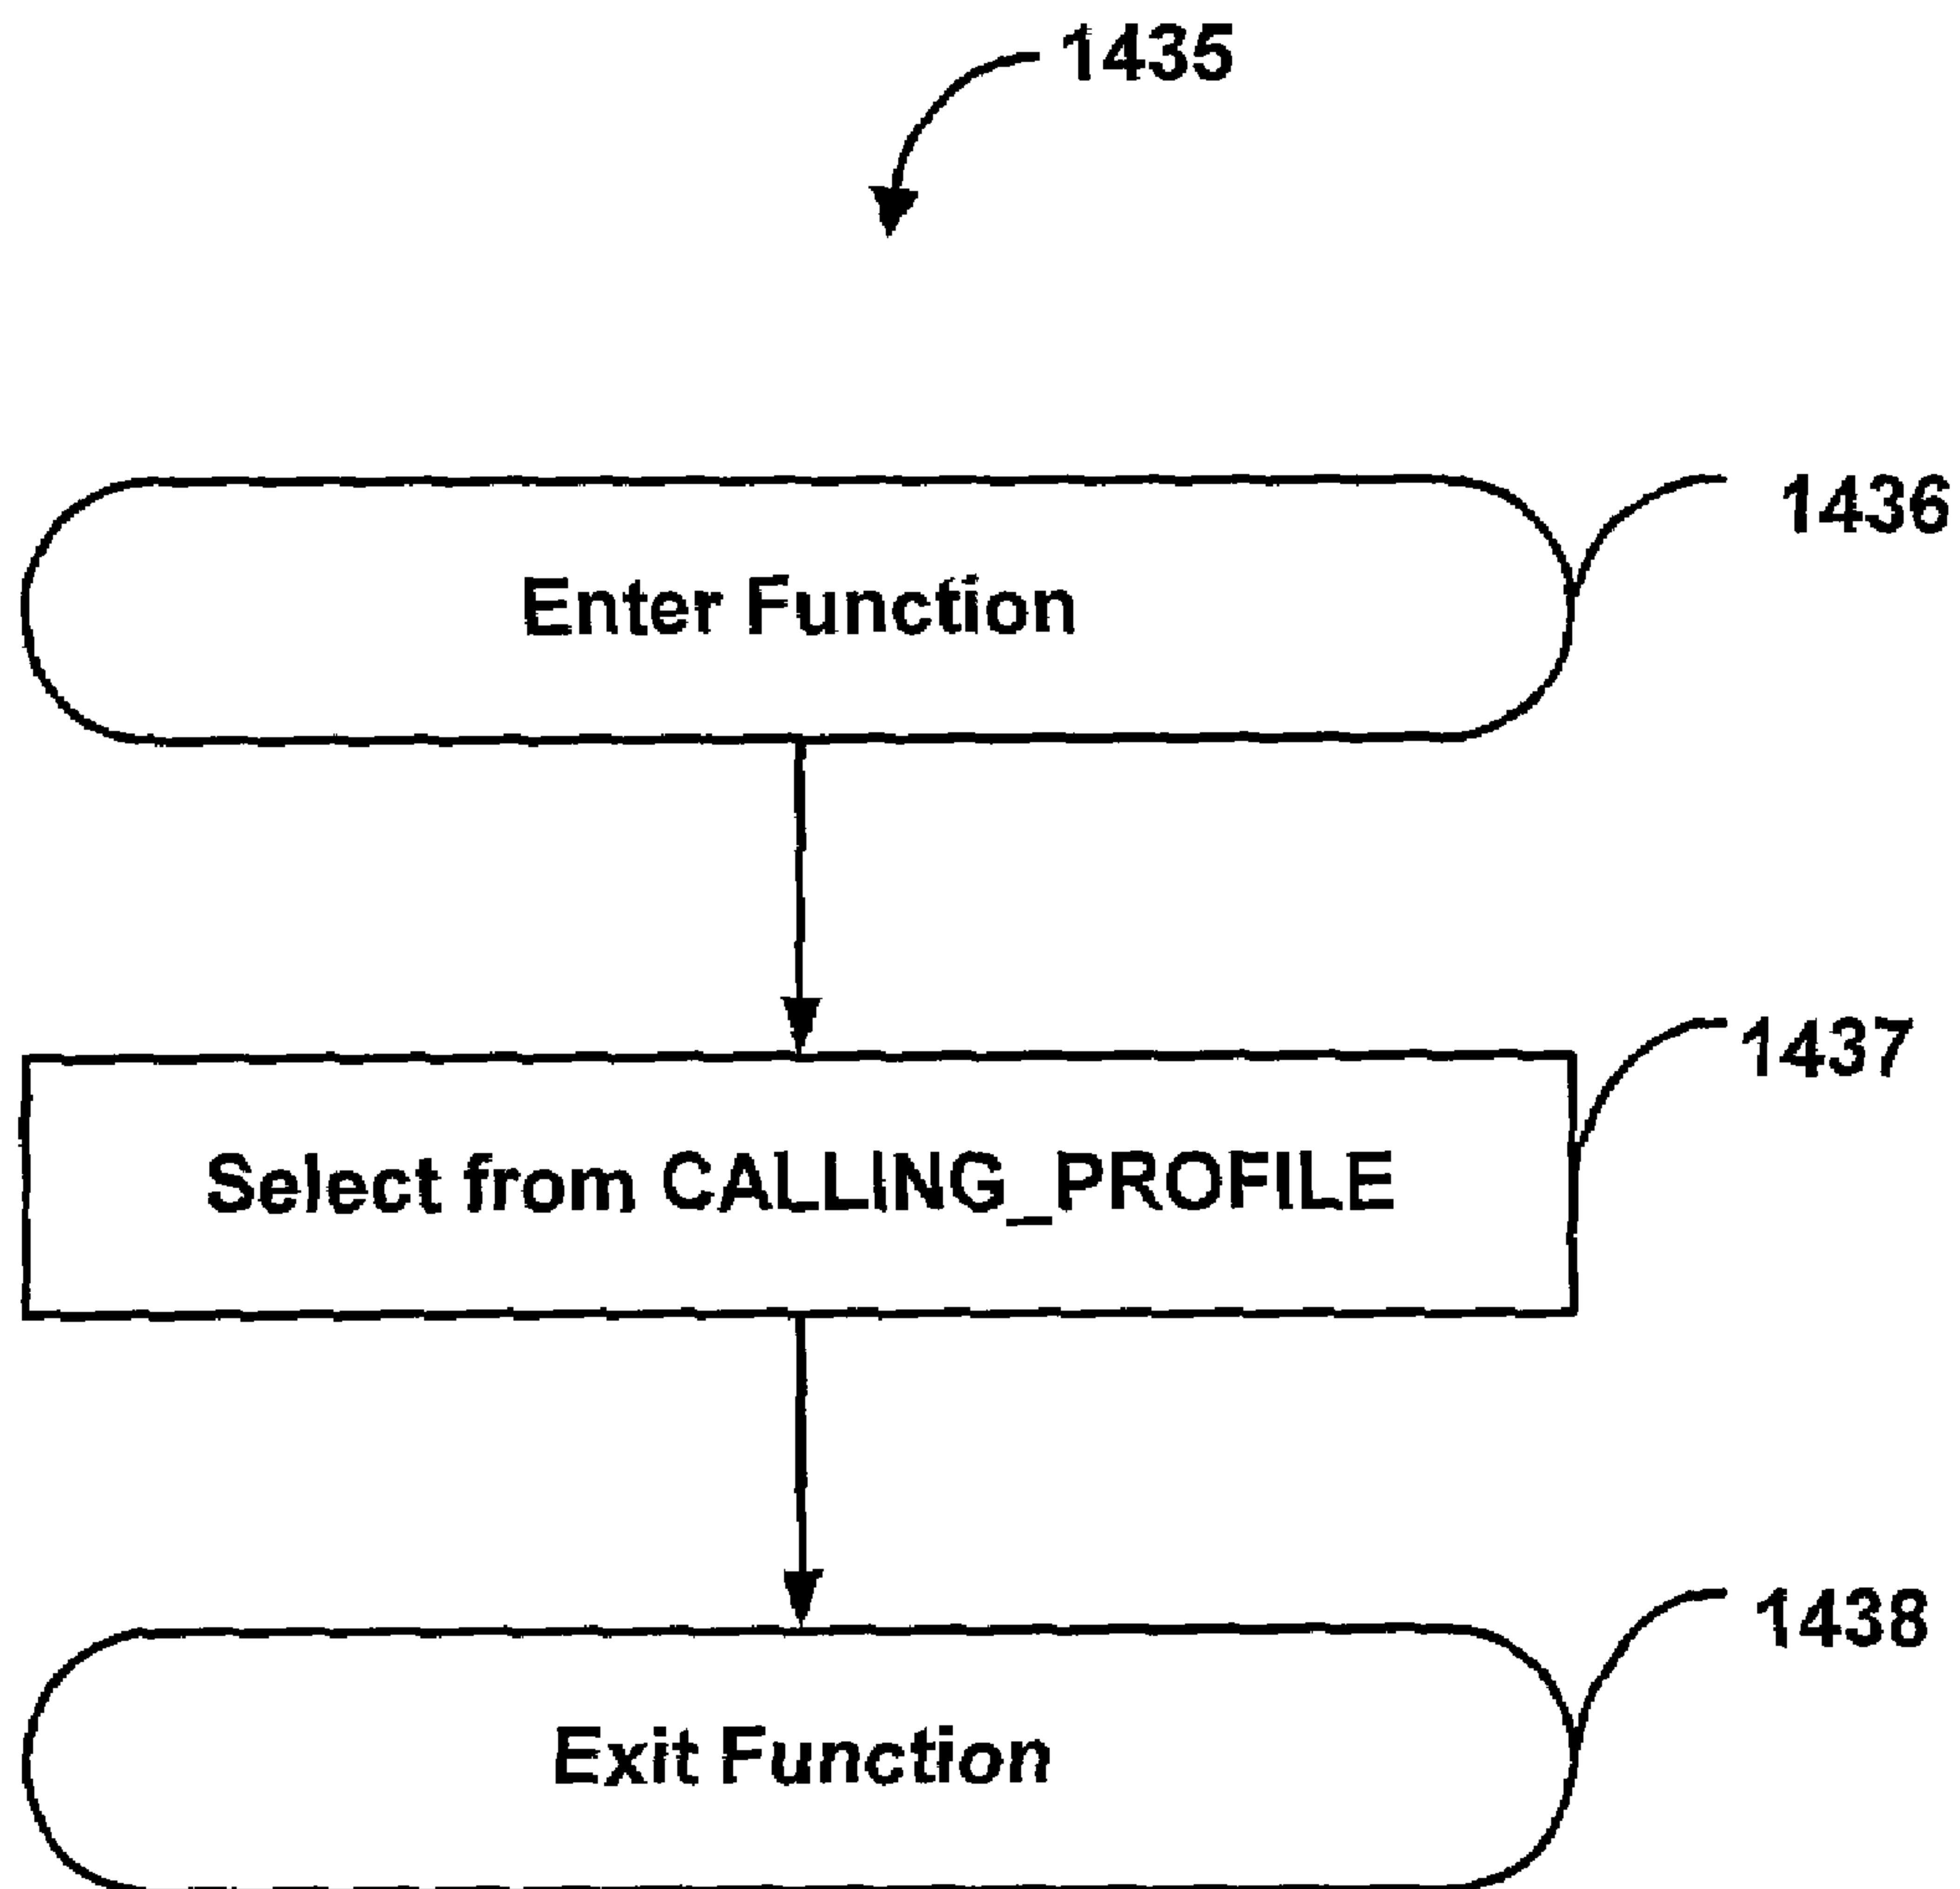 1435
1436
Enter Function
1437
Select from CALLING_PROFILE
1438
Exit Function